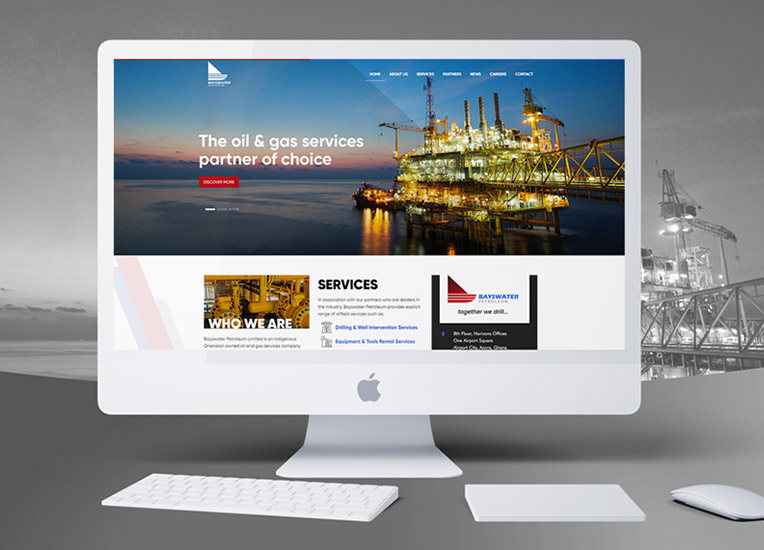 BAYSWATER
PETROLEUM
HOME ABOUT US SERVICES PARTNERS NEWS CAREERS CONTACT
The oil & gas services
partner of choice
DISCOVER MORE
WHO WE ARE
Bayswater Petroleum Limited is an indigenous
Ghanaian owned oil and gas services company
SERVICES
In association with our partners who are leaders in
the industry, Bayswater Petroleum provides explicit
range of oilfield services such as;
Drilling & Well Intervention Services
Equipment & Tools Rental Services
BAYSWATER
PETROLEUM
together we drill...
8th Floor, Horizons Offices
One Airport Square
Airport City, Accra, Ghana.